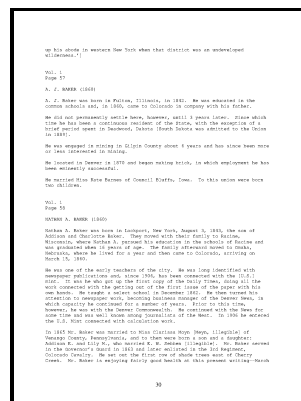 up his abode in western New York when that district was an undeveloped
wilderness.']
Vol. 1
Page 57
A. J. BAKER (1860)
A. J. Baker was born in Fulton, Illinois, in 1842. He was educated in the
common schools and, in 1860, came to Colorado in company with his father.
He did not permanently settle here, however, until 3 years later. Since which
time he has been a continuous resident of the State, with the exception of a
brief period spent in Deadwood, Dakota [South Dakota was admitted to the Union
in 1889].
He was engaged in mining in Gilpin County about 6 years and has since been more
or less interested in mining.
He located in Denver in 1870 and began making brick, in which employment he has
been eminently successful.
He married Miss Kate Barnes of Council Bluffs, Iowa. To this union were born
two children.
Vol. 1
Page 58
NATHAN A. BAKER (1860)
Nathan A. Baker was born in Lockport, New York, August 3, 1843, the son of
Addison and Charlotte Baker. They moved with their family to Racine,
Wisconsin, where Nathan A. pursued his education in the schools of Racine and
was graduated when 14 years of age. The family afterward moved to Omaha,
Nebraska, where he lived for a year and then came to Colorado, arriving on
March 15, 1860.
He was one of the early teachers of the city. He was long identified with
newspaper publications and, since 1906, has been connected with the [U.S.]
mint. It was he who got up the first copy of the Daily Times, doing all the
work connected with the getting out of the first issue of the paper with his
own hands. He taught a select school in December 1860. He then turned his
attention to newspaper work, becoming business manager of the Denver News, in
which capacity he continued for a number of years. Prior to this time,
however, he was with the Denver Commonwealth. He continued with the News for
some time and was well known among journalists of the West. In 1906 he entered
the U.S. Mint connected with calculation work.
In 1865 Mr. Baker was married to Miss Clarissa Moyn [Meyn, illegible] of
Venango County, Pennsylvania, and to them were born a son and a daughter:
Addison E. and Lily M., who married E. E. Bebbee [illegible]. Mr. Baker served
in the Governor's Guard in 1862 and later enlisted in the 3rd Regiment,
Colorado Cavalry. He set out the first row of shade trees east of Cherry
Creek. Mr. Baker is enjoying fairly good health at this present writing--March
30